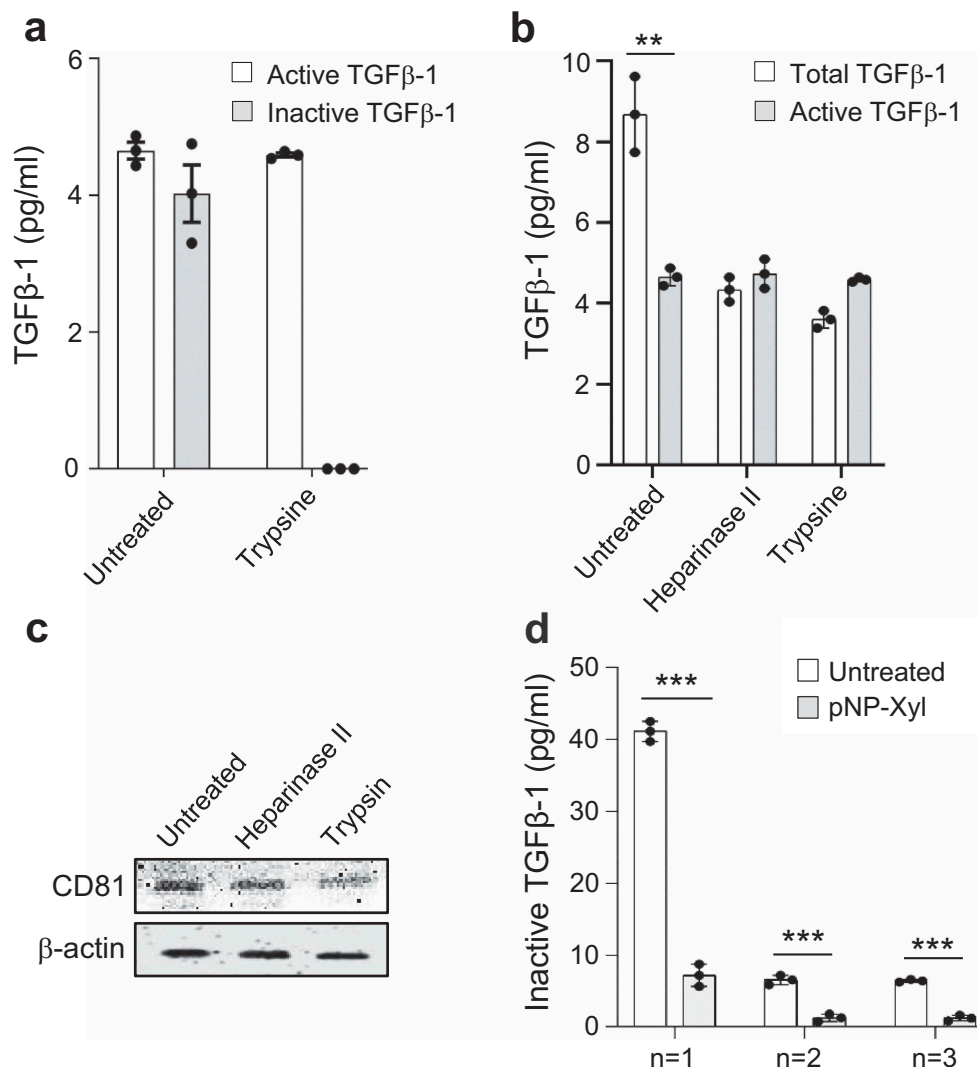 a
6
4
2
0
TGFβ-1 (pg/ml)
Active TGFβ-1
Inactive TGFβ-1
Untreated
Trypsine
b
**
10
8
6
4
2
0
TGFβ-1 (pg/ml)
Total TGFβ-1
Active TGFβ-1
Untreated
Heparinase II
Trypsine
c
Untreated
Heparinase II
Trypsin
CD81
β-actin
d
50
40
30
20
10
0
Inactive TGFβ-1 (pg/ml)
Untreated
pNP-Xyl
***
***
***
n=1
n=2
n=3